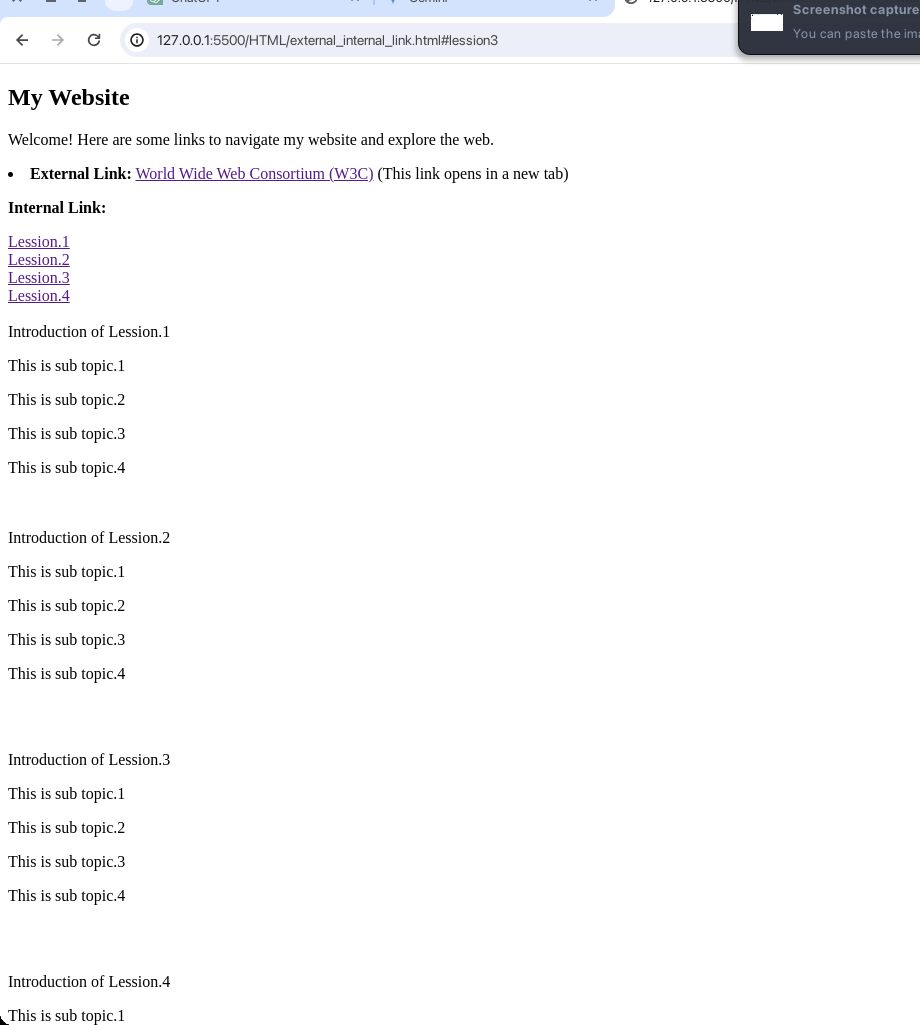 127.0.0.1:5500/HTML/external_internal_link.html#lession3
Screenshot capture
You can paste the ima
My Website
Welcome! Here are some links to navigate my website and explore the web.
• External Link: World Wide Web Consortium (W3C) (This link opens in a new tab)
Internal Link:
Lession.1
Lession.2
Lession.3
Lession.4
Introduction of Lession.1
This is sub topic.1
This is sub topic.2
This is sub topic.3
This is sub topic.4
Introduction of Lession.2
This is sub topic.1
This is sub topic.2
This is sub topic.3
This is sub topic.4
Introduction of Lession.3
This is sub topic.1
This is sub topic.2
This is sub topic.3
This is sub topic.4
Introduction of Lession.4
This is sub topic.1